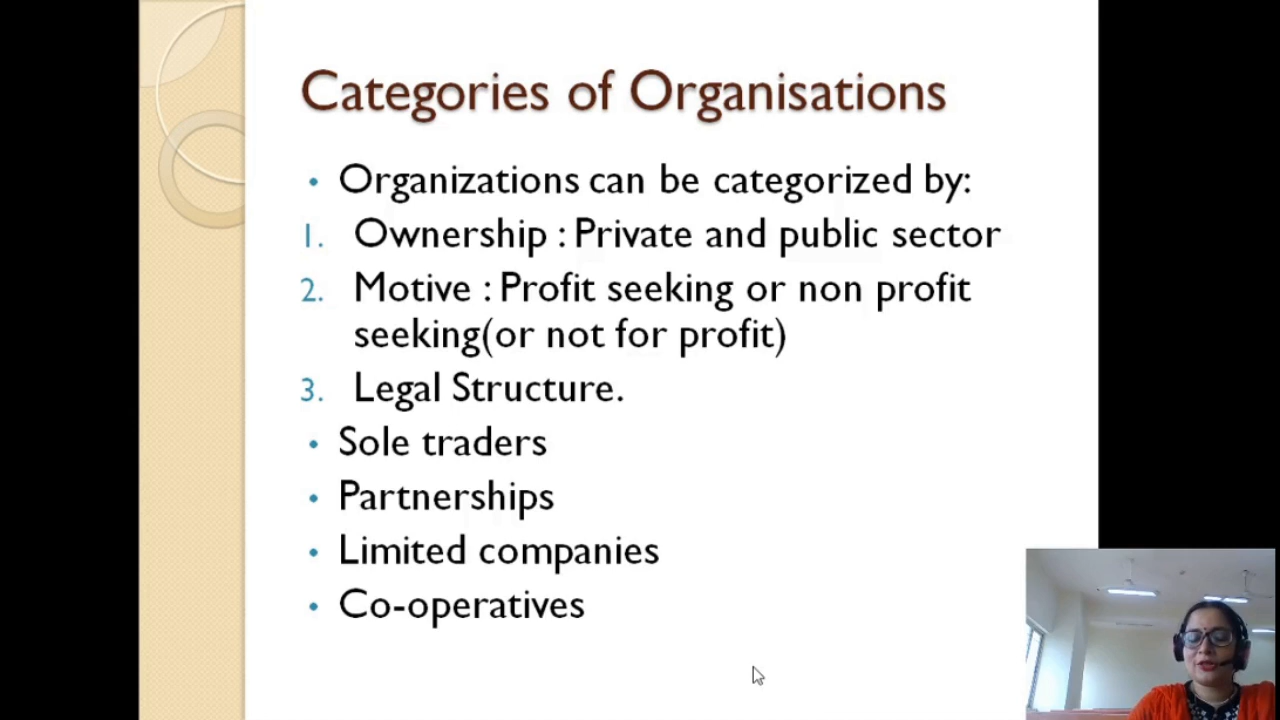 Categories of Organisations
• Organizations can be categorized by:
1. Ownership : Private and public sector
2. Motive : Profit seeking or non profit
seeking(or not for profit)
3. Legal Structure.
• Sole traders
• Partnerships
• Limited companies
• Co-operatives